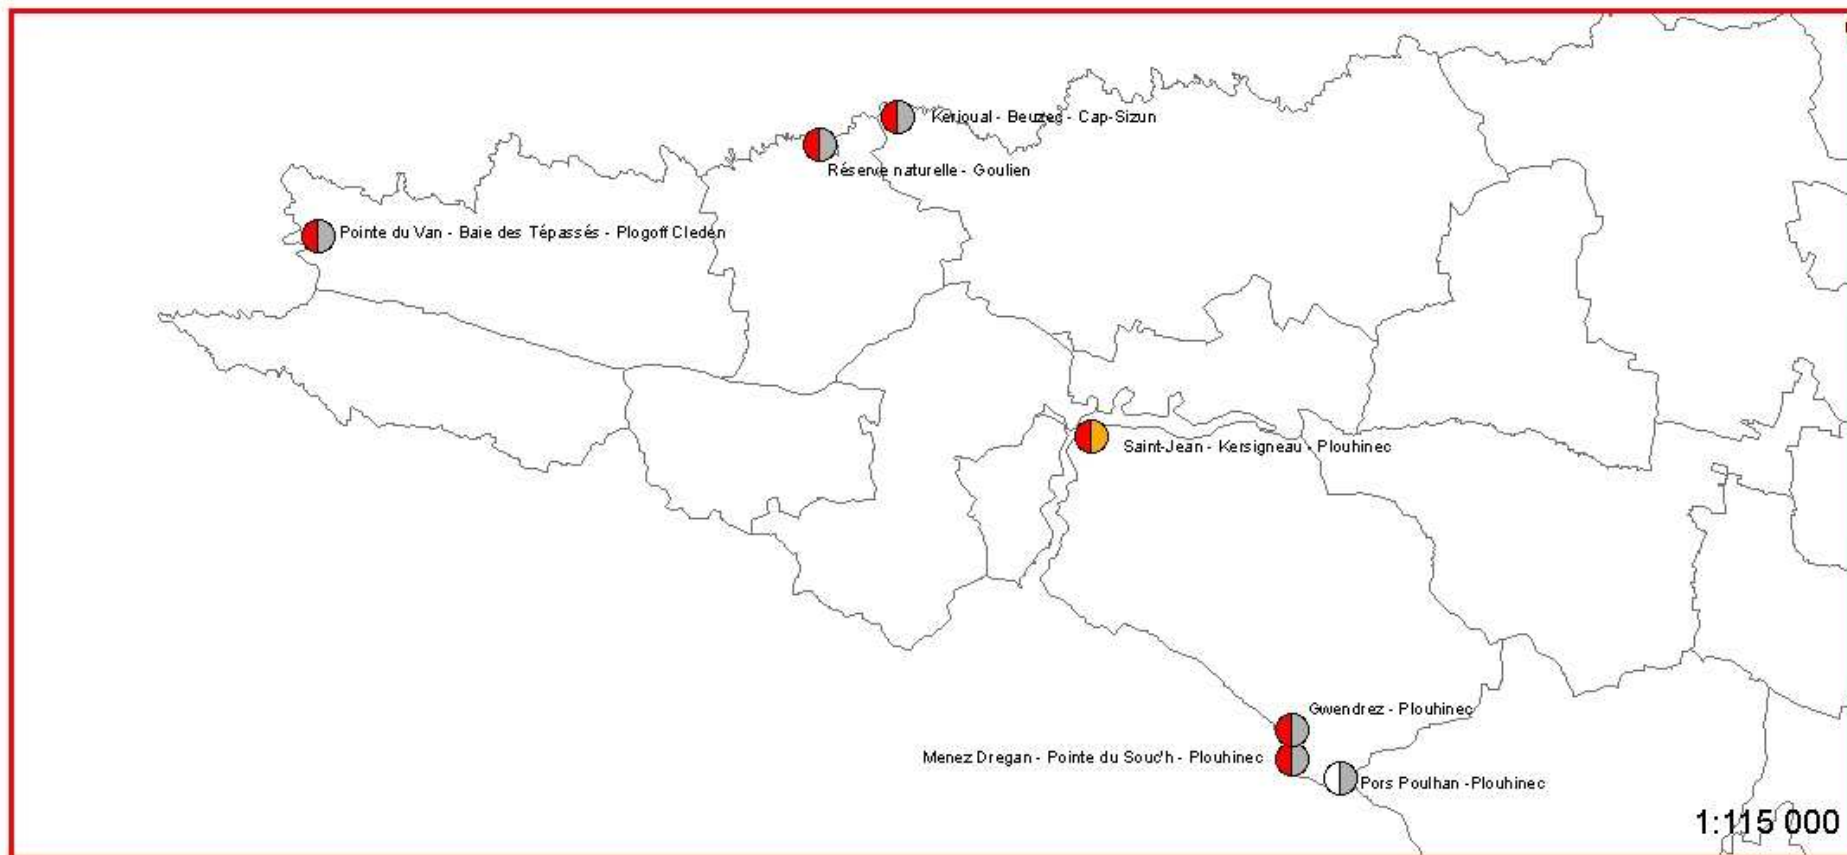 Kerioual - Beuzec - Cap-Sizun
Réserve naturelle - Goulien
Pointe du Van - Baie des Tépassés - Plogoff Cleden
Saint-Jean - Kersigneau - Plouhinec
Gwendrez - Plouhinec
Menez Dregan - Pointe du Souc'h - Plouhinec
Pors Poulhan -Plouhinec
1:115 000